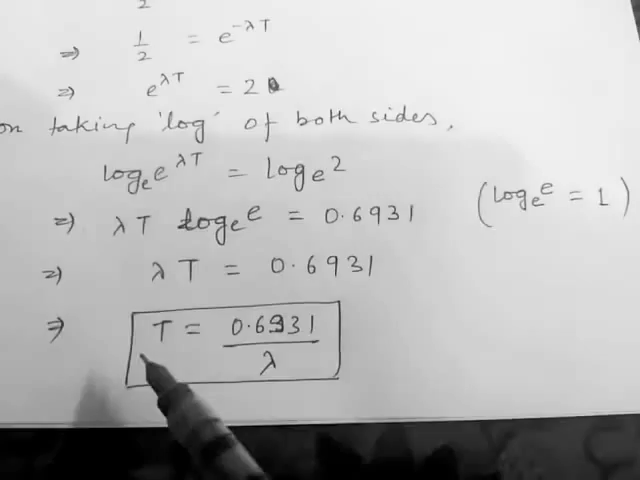 2
⇒ 1/2 = e^{-λT}
⇒ e^{λT} = 2
on taking 'log' of both sides,
log_e e^{λT} = log_e 2
⇒ λT log_e e = 0.6931 (log_e e = 1)
⇒ λT = 0.6931
⇒ T = 0.6931/λ